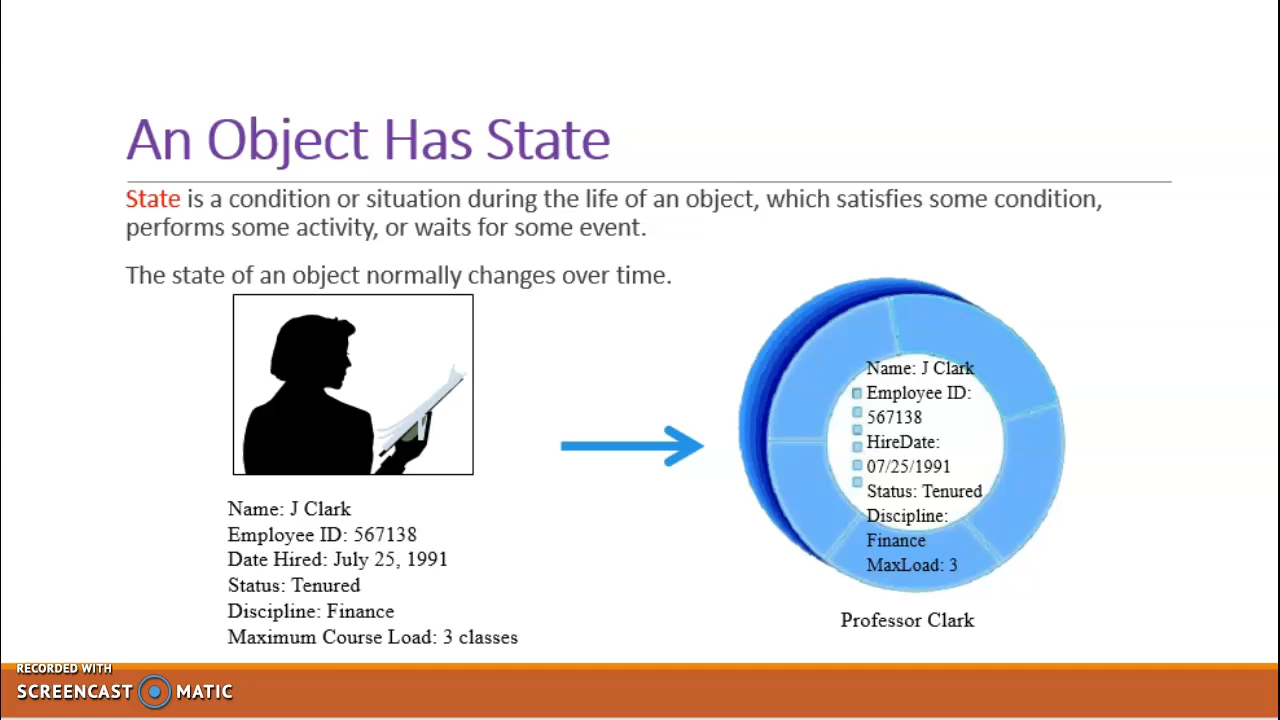 An Object Has State
State is a condition or situation during the life of an object, which satisfies some condition,
performs some activity, or waits for some event.
The state of an object normally changes over time.
Name: J Clark
Employee ID: 567138
Date Hired: July 25, 1991
Status: Tenured
Discipline: Finance
Maximum Course Load: 3 classes
Name: J Clark
Employee ID:
567138
HireDate:
07/25/1991
Status: Tenured
Discipline:
Finance
MaxLoad: 3
Professor Clark
RECORDED WITH
SCREENCAST MATIC